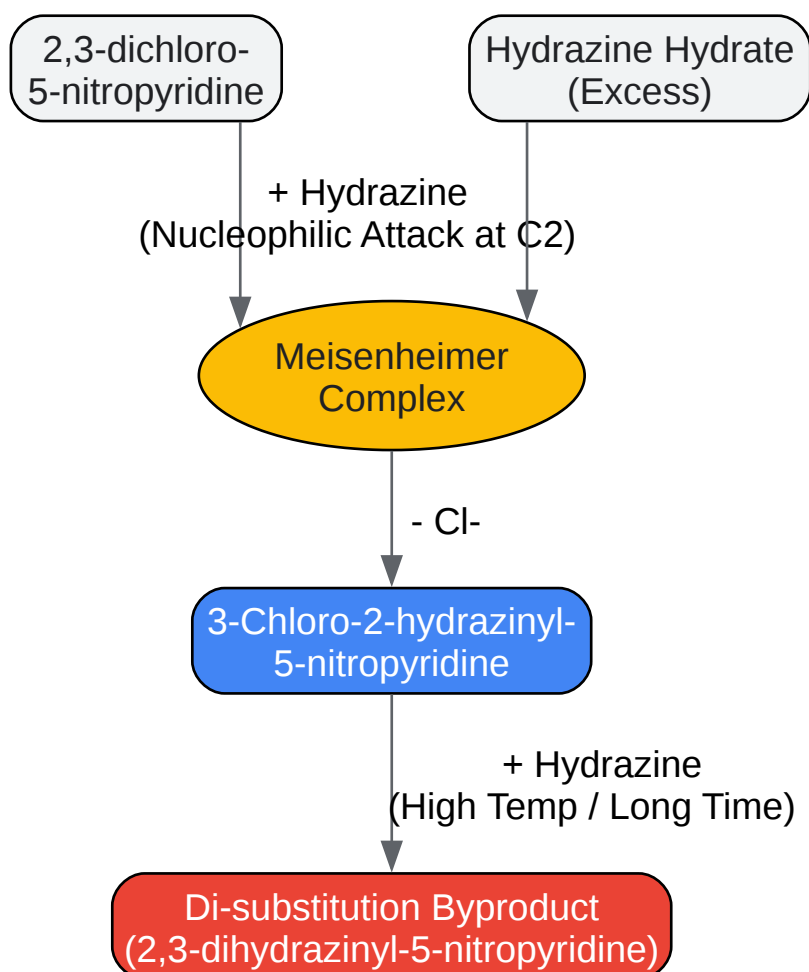 2,3-dichloro-
5-nitropyridine
Hydrazine Hydrate
(Excess)
+ Hydrazine
(Nucleophilic Attack at C2)
Meisenheimer
Complex
- Cl-
3-Chloro-2-hydrazinyl-
5-nitropyridine
+ Hydrazine
(High Temp / Long Time)
Di-substitution Byproduct
(2,3-dihydrazinyl-5-nitropyridine)